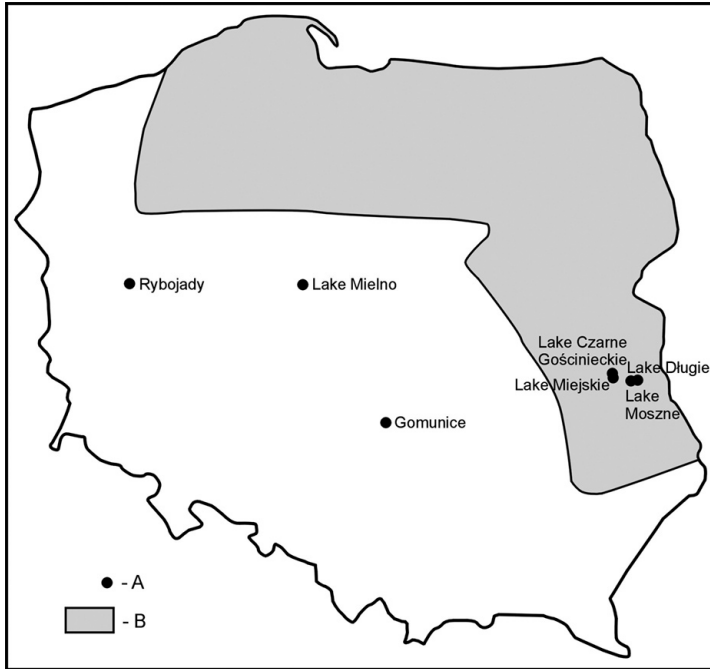 Rybojady
Lake Mielno
Lake Czarne
Gościnieckie
Lake Długie
Lake Miejskie
Lake
Moszne
Gomunice
- A
- B